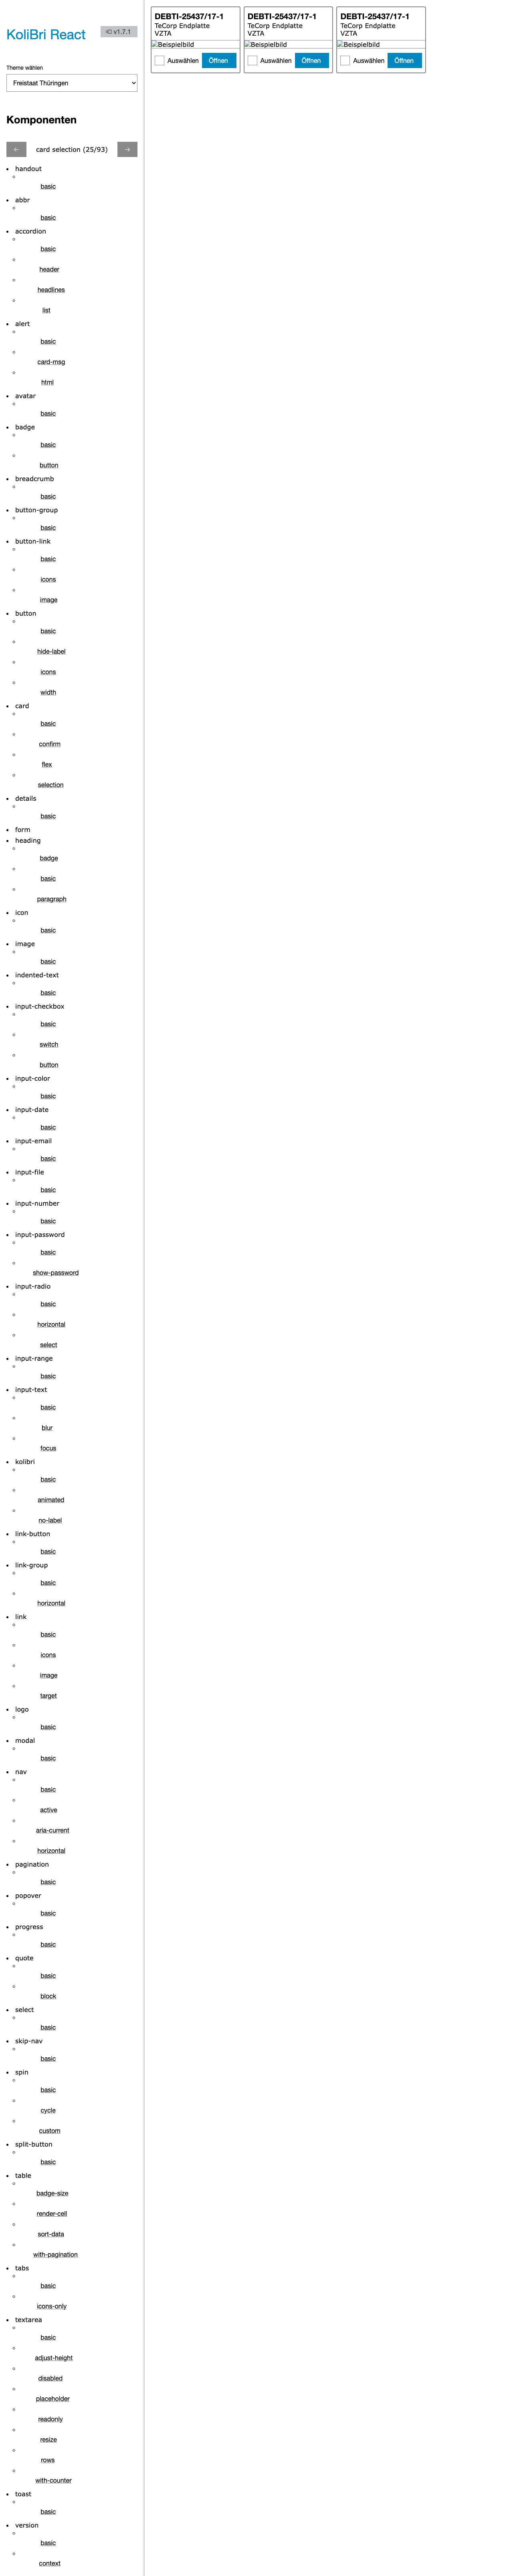 KoliBri React
v1.7.1
Theme wählen
Freistaat Thüringen
Komponenten
← card selection (25/93) →
handout
basic
abbr
basic
accordion
basic
header
headlines
list
alert
basic
card-msg
html
avatar
basic
badge
basic
button
breadcrumb
basic
button-group
basic
button-link
basic
icons
image
button
basic
hide-label
icons
width
card
basic
confirm
flex
selection
details
basic
form
heading
badge
basic
paragraph
icon
basic
image
basic
indented-text
basic
input-checkbox
basic
switch
button
input-color
basic
input-date
basic
input-email
basic
input-file
basic
input-number
basic
input-password
basic
show-password
input-radio
basic
horizontal
select
input-range
basic
input-text
basic
blur
focus
kolibri
basic
animated
no-label
link-button
basic
link-group
basic
horizontal
link
basic
icons
image
target
logo
basic
modal
basic
nav
basic
active
aria-current
horizontal
pagination
basic
popover
basic
progress
basic
quote
basic
block
select
basic
skip-nav
basic
spin
basic
cycle
custom
split-button
basic
table
badge-size
render-cell
sort-data
with-pagination
tabs
basic
icons-only
textarea
basic
adjust-height
disabled
placeholder
readonly
resize
rows
with-counter
toast
basic
version
basic
context
DEBTI-25437/17-1
TeCorp Endplatte
VZTA
Beispielbild
Auswählen Öffnen
DEBTI-25437/17-1
TeCorp Endplatte
VZTA
Beispielbild
Auswählen Öffnen
DEBTI-25437/17-1
TeCorp Endplatte
VZTA
Beispielbild
Auswählen Öffnen